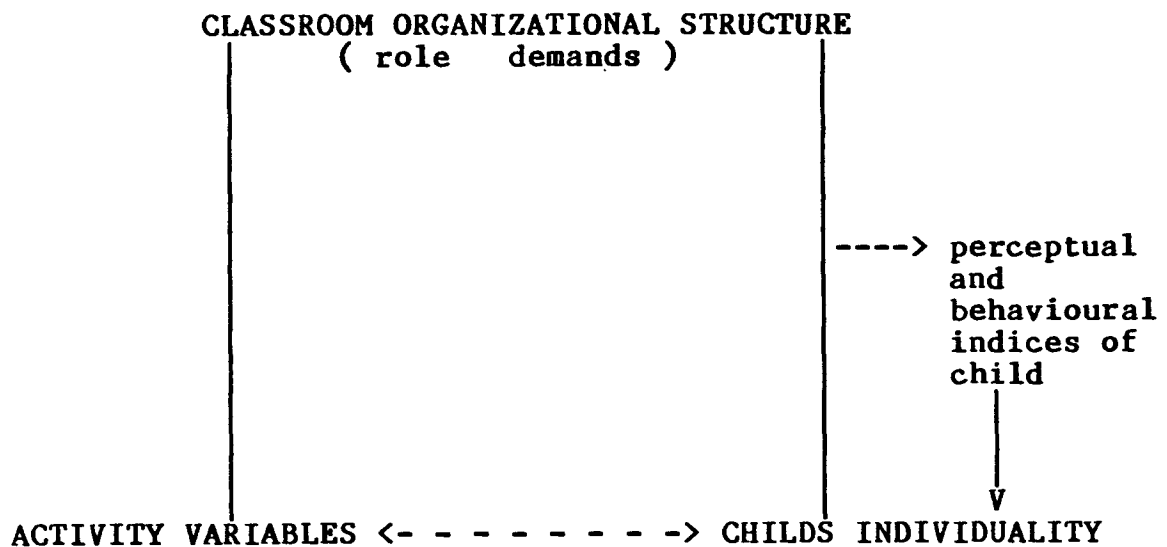 CLASSROOM ORGANIZATIONAL STRUCTURE
( role demands )
----> perceptual
and
behavioural
indices of
child
V
ACTIVITY VARIABLES <- - - - - - - -> CHILDS INDIVIDUALITY